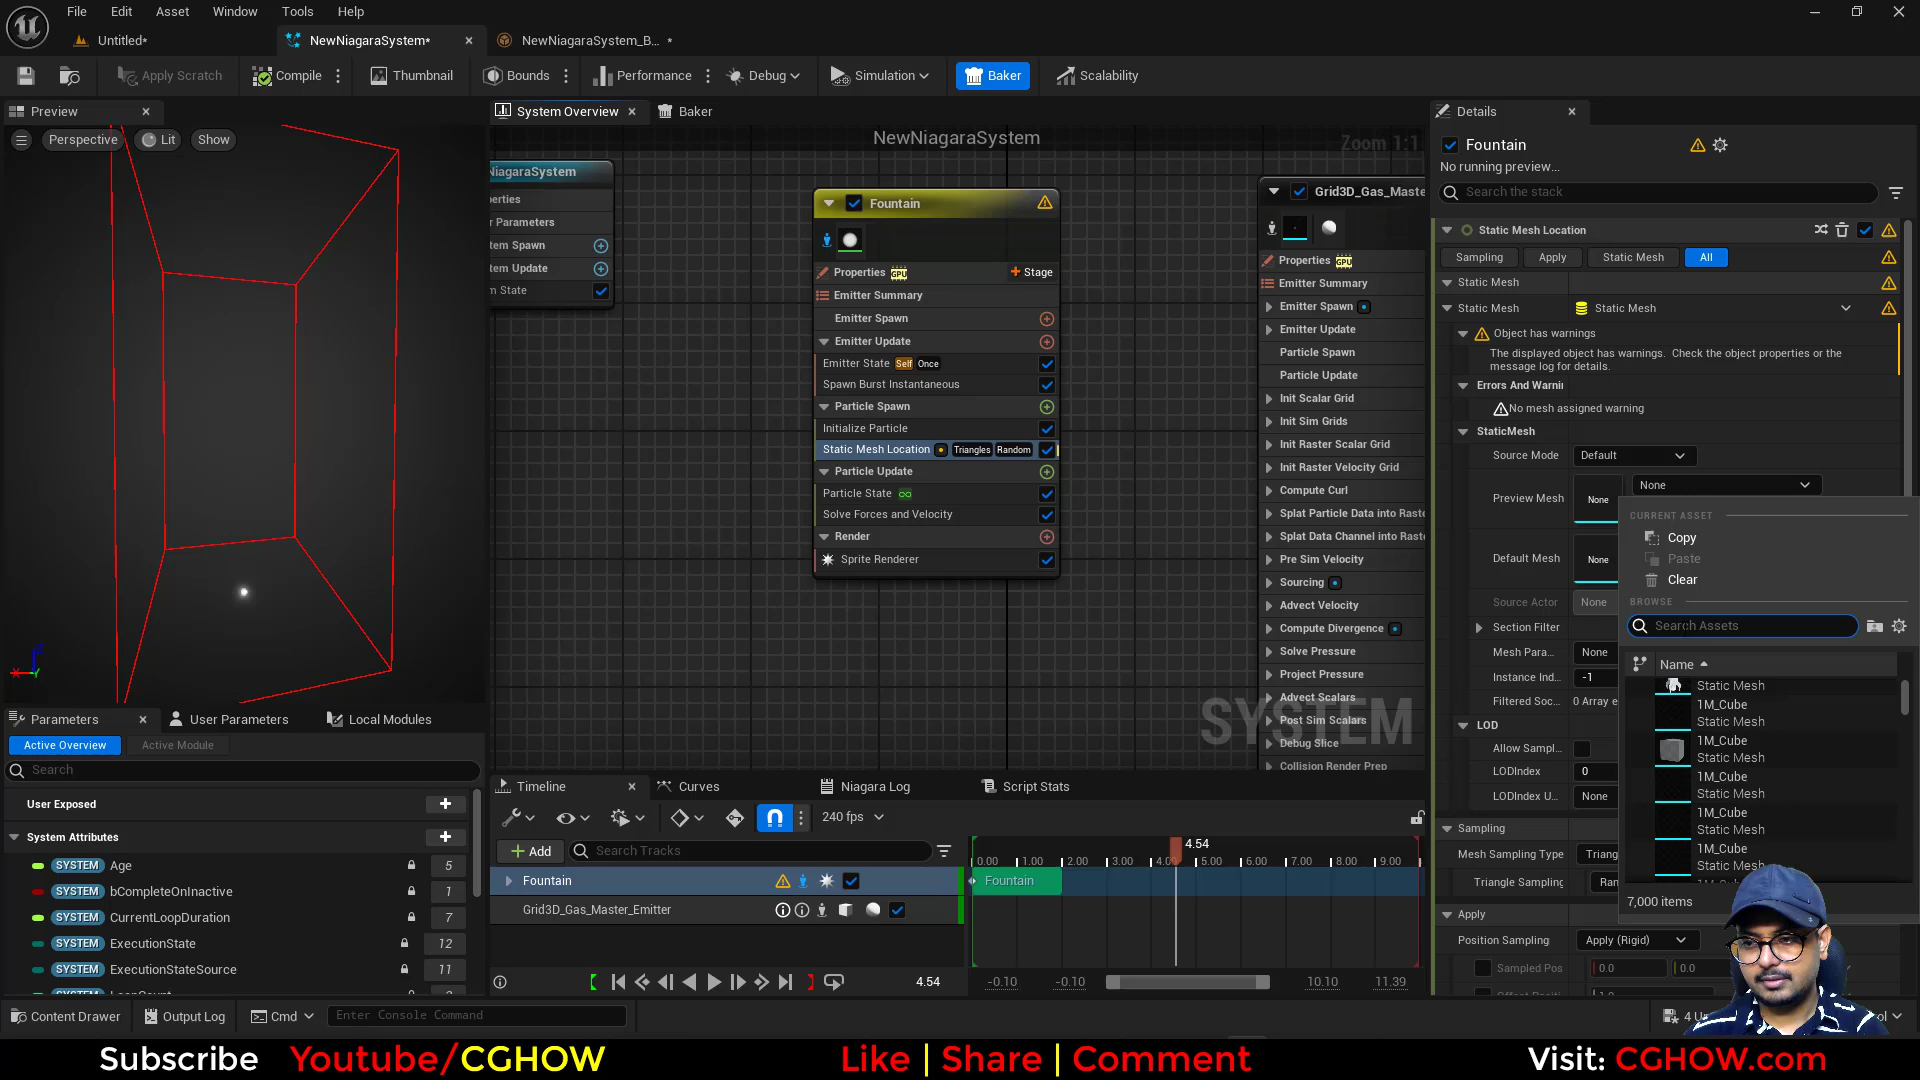 File Edit Asset Window Tools Help
Untitled* NewNiagaraSystem* NewNiagaraSystem_B... *
Apply Scratch Compile Thumbnail Bounds Performance Debug Simulation Baker Scalability
Preview
Perspective Lit Show
System Overview Baker
NewNiagaraSystem
Zoom 1:1
NiagaraSystem
erties
r Parameters
tem Spawn
tem Update
m State
Fountain
Properties GPU Stage
Emitter Summary
Emitter Spawn
Emitter Update
Emitter State Self Once
Spawn Burst Instantaneous
Particle Spawn
Initialize Particle
Static Mesh Location Triangles Random
Particle Update
Particle State
Solve Forces and Velocity
Render
Sprite Renderer
Grid3D_Gas_Maste
Properties GPU
Emitter Summary
Emitter Spawn
Emitter Update
Particle Spawn
Particle Update
Init Scalar Grid
Init Sim Grids
Init Raster Scalar Grid
Init Raster Velocity Grid
Compute Curl
Splat Particle Data into Raste
Splat Data Channel into Raste
Pre Sim Velocity
Sourcing
Advect Velocity
Compute Divergence
Solve Pressure
Project Pressure
Advect Scalars
Post Sim Scalars
Debug Slice
Collision Render Prep
SYSTEM
Details
Fountain
No running preview...
Search the stack
Static Mesh Location
Sampling Apply Static Mesh All
Static Mesh
Static Mesh Static Mesh
Object has warnings
The displayed object has warnings. Check the object properties or the
message log for details.
Errors And Warnin
No mesh assigned warning
StaticMesh
Source Mode Default
Preview Mesh None None
Default Mesh None
Source Actor None
Section Filter
Mesh Para... None
Instance Ind... -1
Filtered Soc... 0 Array e
LOD
Allow Sampl...
LODIndex 0
LODIndex U... None
Sampling
Mesh Sampling Type Triang
Triangle Sampling Ran
Apply
Position Sampling Apply (Rigid)
Sampled Pos 0.0 0.0
CURRENT ASSET
Copy
Paste
Clear
BROWSE
Search Assets
Name
Static Mesh
1M_Cube
Static Mesh
1M_Cube
Static Mesh
1M_Cube
Static Mesh
1M_Cube
Static Mesh
1M_Cube
Static Mesh
7,000 items
Parameters User Parameters Local Modules
Active Overview Active Module
Search
User Exposed
System Attributes
SYSTEM Age 5
SYSTEM bCompleteOnInactive 1
SYSTEM CurrentLoopDuration 7
SYSTEM ExecutionState 12
SYSTEM ExecutionStateSource 11
Timeline Curves Niagara Log Script Stats
240 fps
Add Search Tracks
4.54
0.00 1.00 2.00 3.00 4.00 5.00 6.00 7.00 8.00 9.00
Fountain Fountain
Grid3D_Gas_Master_Emitter
4.54 -0.10 -0.10 10.10 11.39
Content Drawer Output Log Cmd Enter Console Command
Subscribe Youtube/CGHOW Like | Share | Comment Visit: CGHOW.com